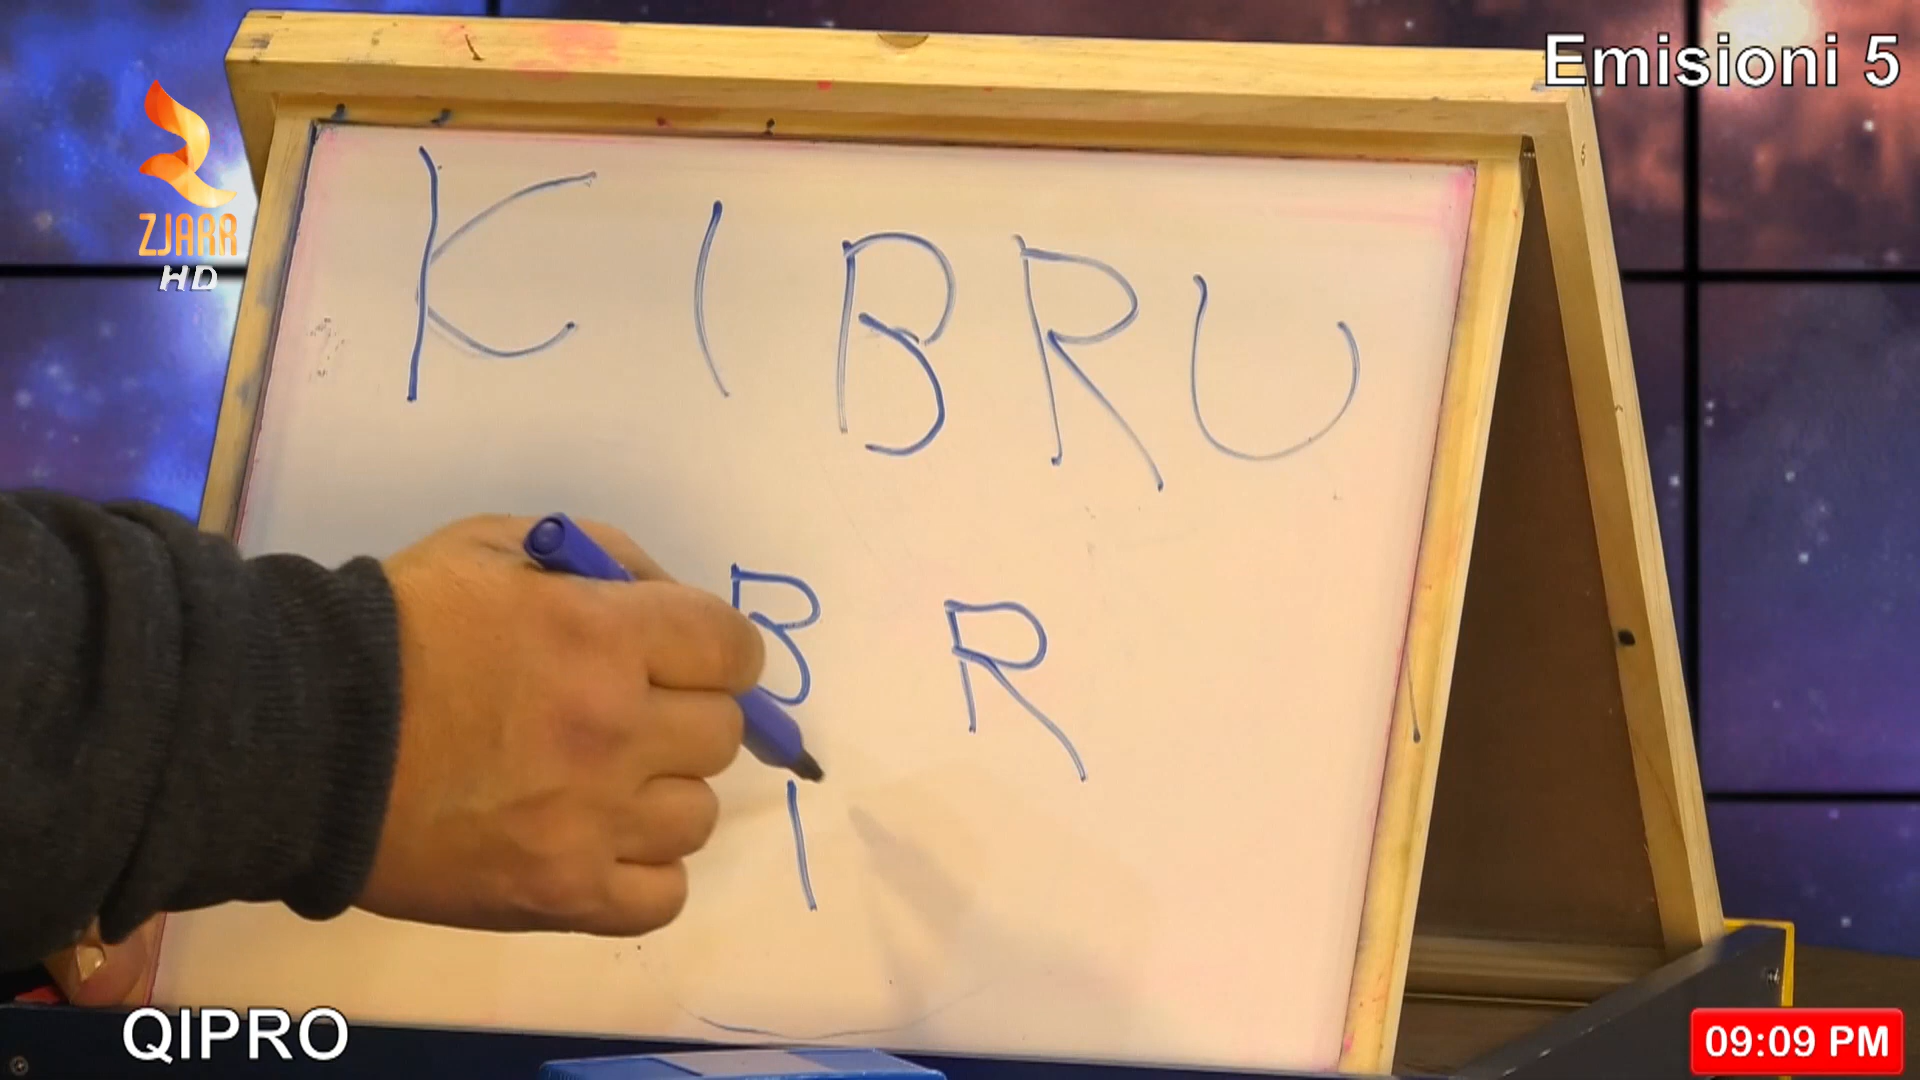 Emisioni 5
ZJARR
HD
KIBRU
B R
I
QIPRO
09:09 PM